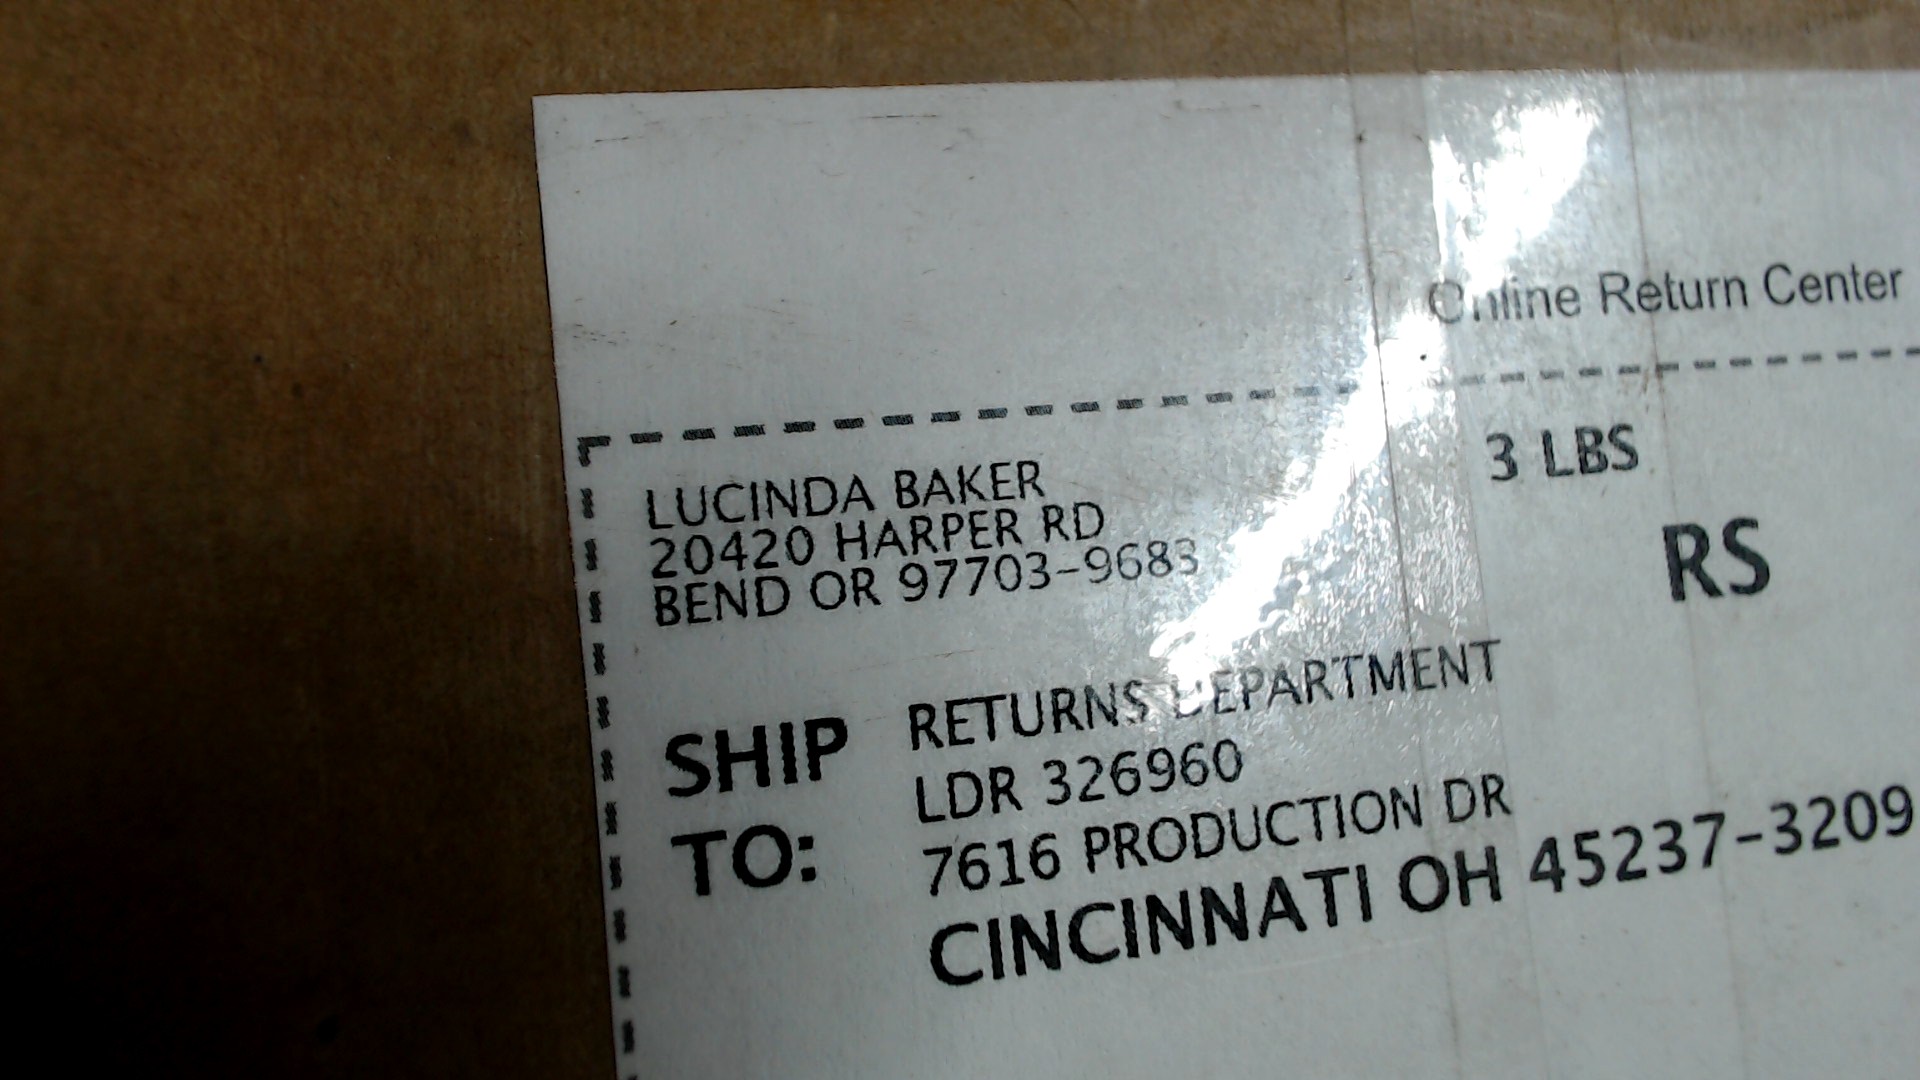 Online Return Center
LUCINDA BAKER
20420 HARPER RD
BEND OR 97703-9683
3 LBS
RS
SHIP TO:
RETURNS DEPARTMENT
LDR 326960
7616 PRODUCTION DR
CINCINNATI OH 45237-3209